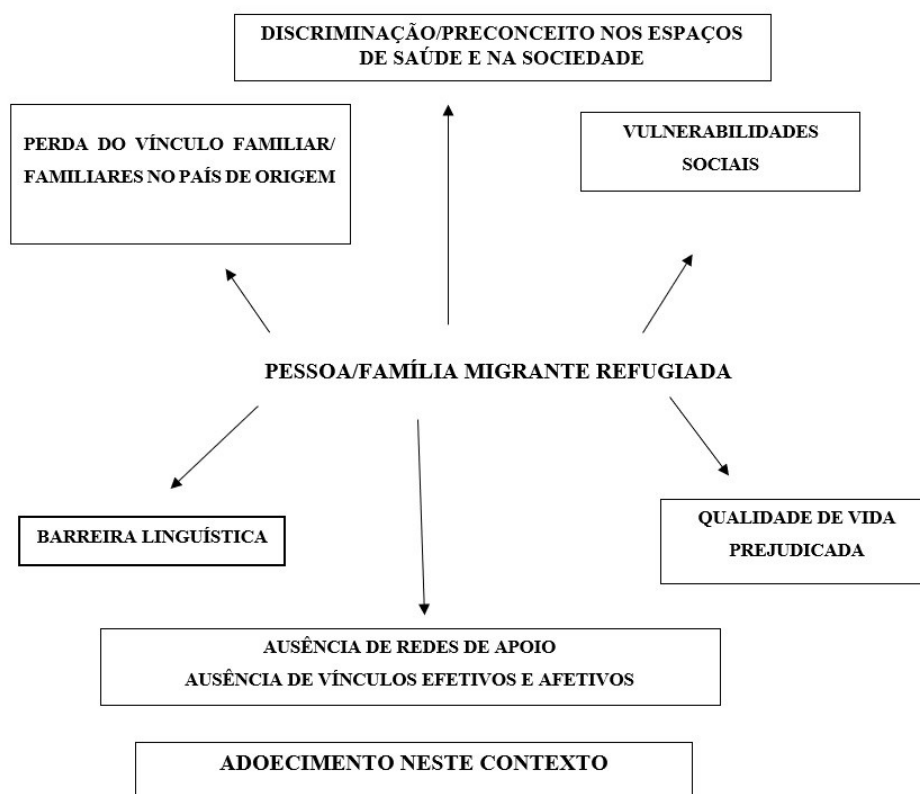 DISCRIMINAÇÃO/PRECONCEITO NOS ESPAÇOS
DE SAÚDE E NA SOCIEDADE
PERDA DO VÍNCULO FAMILIAR/
FAMILIARES NO PAÍS DE ORIGEM
VULNERABILIDADES
SOCIAIS
PESSOA/FAMÍLIA MIGRANTE REFUGIADA
BARREIRA LINGUÍSTICA
QUALIDADE DE VIDA
PREJUDICADA
AUSÊNCIA DE REDES DE APOIO
AUSÊNCIA DE VÍNCULOS EFETIVOS E AFETIVOS
ADOECIMENTO NESTE CONTEXTO